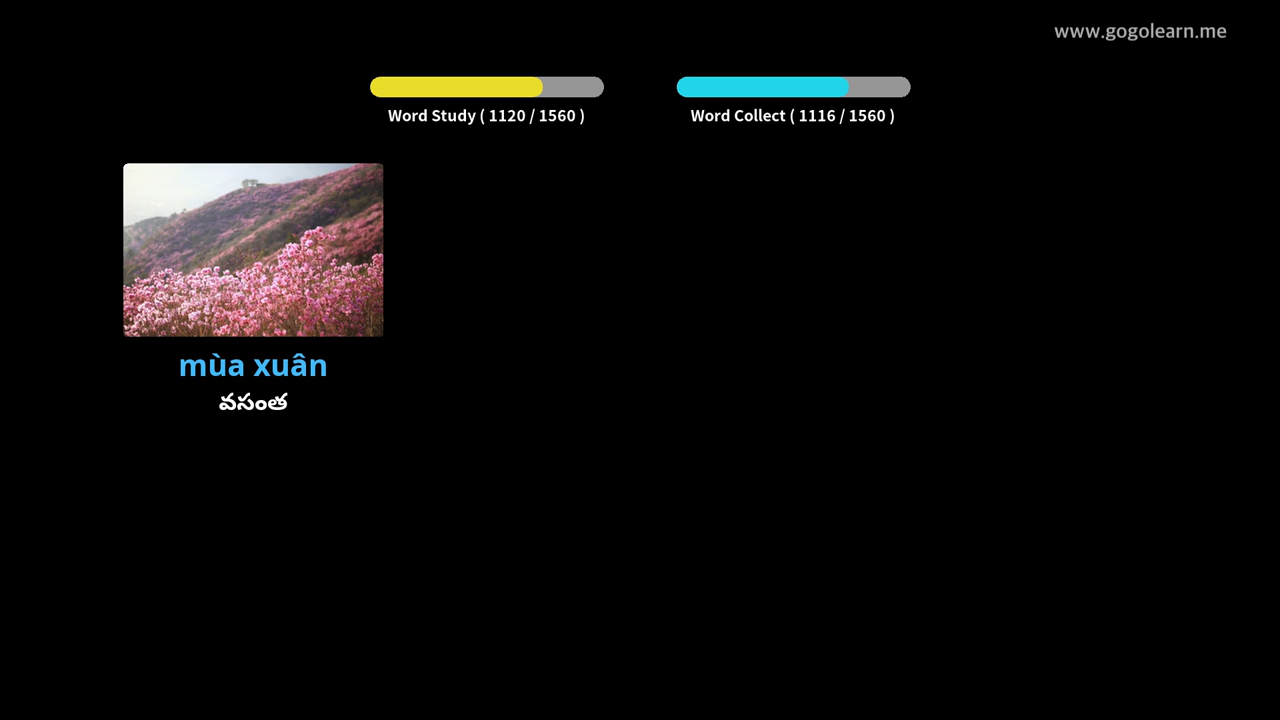 www.gogolearn.me
Word Study ( 1120 / 1560 )
Word Collect ( 1116 / 1560 )
mùa xuân
వసంత